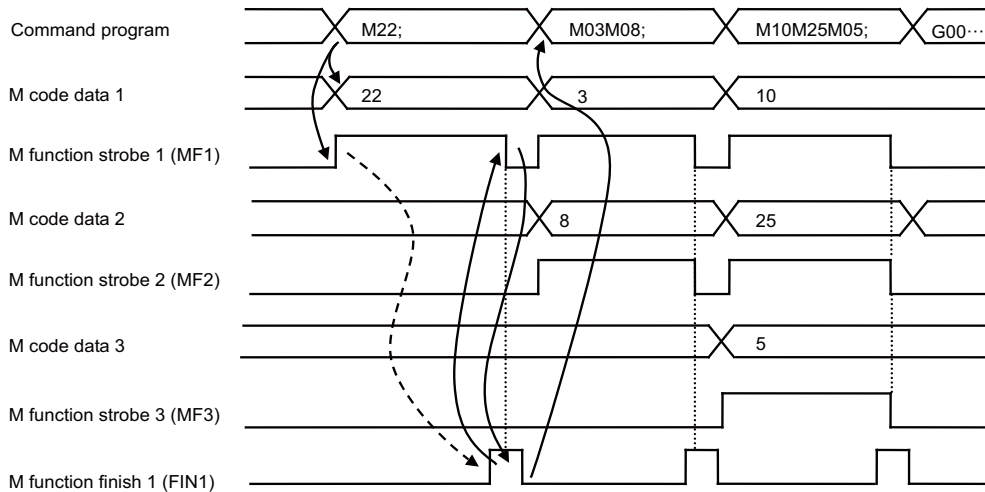 Command program M22; M03M08; M10M25M05; G00⋯
M code data 1 22 3 10
M function strobe 1 (MF1)
M code data 2 8 25
M function strobe 2 (MF2)
M code data 3 5
M function strobe 3 (MF3)
M function finish 1 (FIN1)